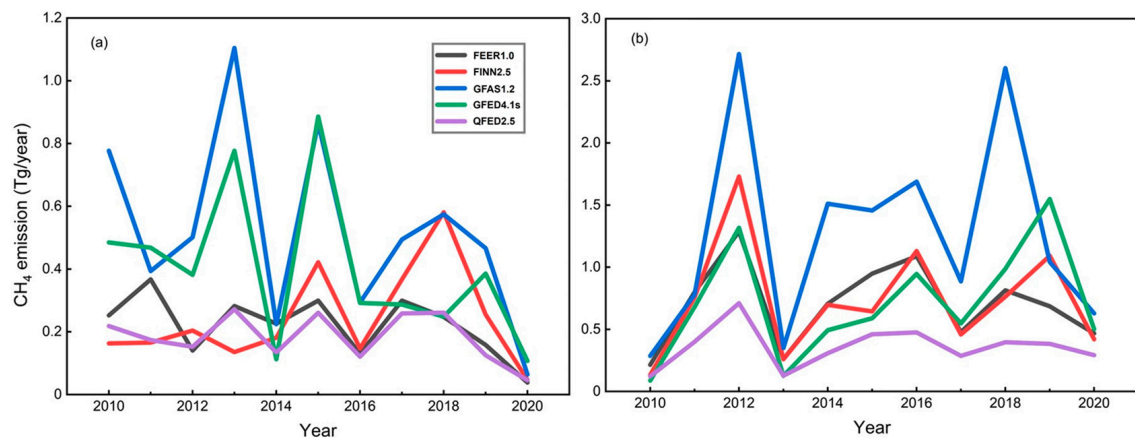 (a)
FEER1.0
FINN2.5
GFAS1.2
GFED4.1s
QFED2.5
CH₄ emission (Tg/year)
1.2
1.0
0.8
0.6
0.4
0.2
0
2010 2012 2014 2016 2018 2020
Year
(b)
3.0
2.5
2.0
1.5
1.0
0.5
0
2010 2012 2014 2016 2018 2020
Year